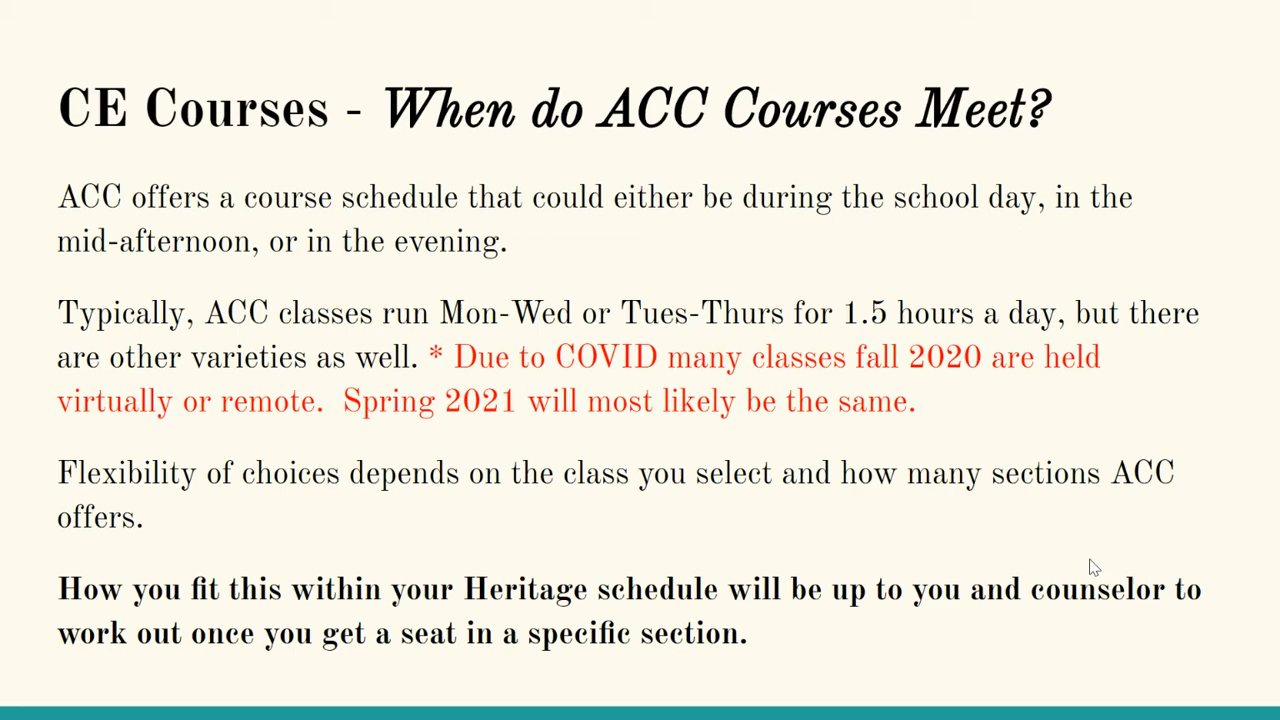 CE Courses - When do ACC Courses Meet?
ACC offers a course schedule that could either be during the school day, in the
mid-afternoon, or in the evening.
Typically, ACC classes run Mon-Wed or Tues-Thurs for 1.5 hours a day, but there
are other varieties as well. * Due to COVID many classes fall 2020 are held
virtually or remote.  Spring 2021 will most likely be the same.
Flexibility of choices depends on the class you select and how many sections ACC
offers.
How you fit this within your Heritage schedule will be up to you and counselor to
work out once you get a seat in a specific section.